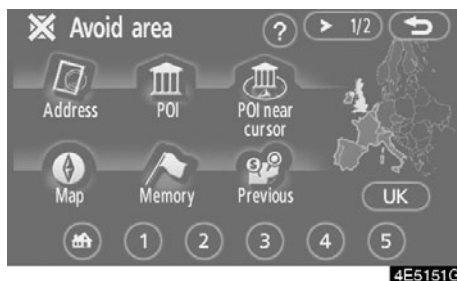 Avoid area ? > 1/2
Address POI POI near
cursor
Map Memory Previous UK
1 2 3 4 5
4E5151G